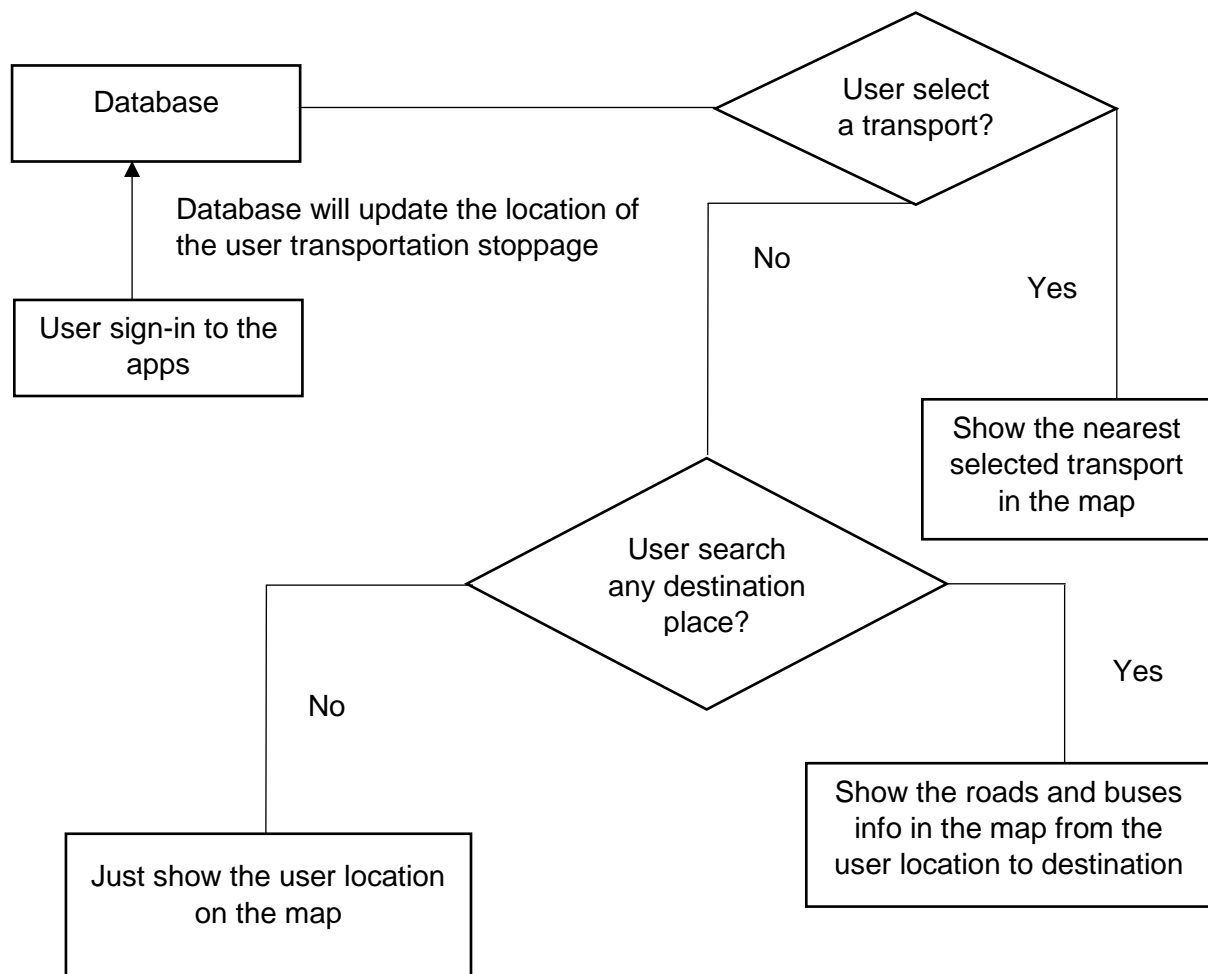 Database
User select
a transport?
Database will update the location of
the user transportation stoppage
No
Yes
User sign-in to the
apps
Show the nearest
selected transport
in the map
User search
any destination
place?
Yes
No
Show the roads and buses
info in the map from the
user location to destination
Just show the user location
on the map